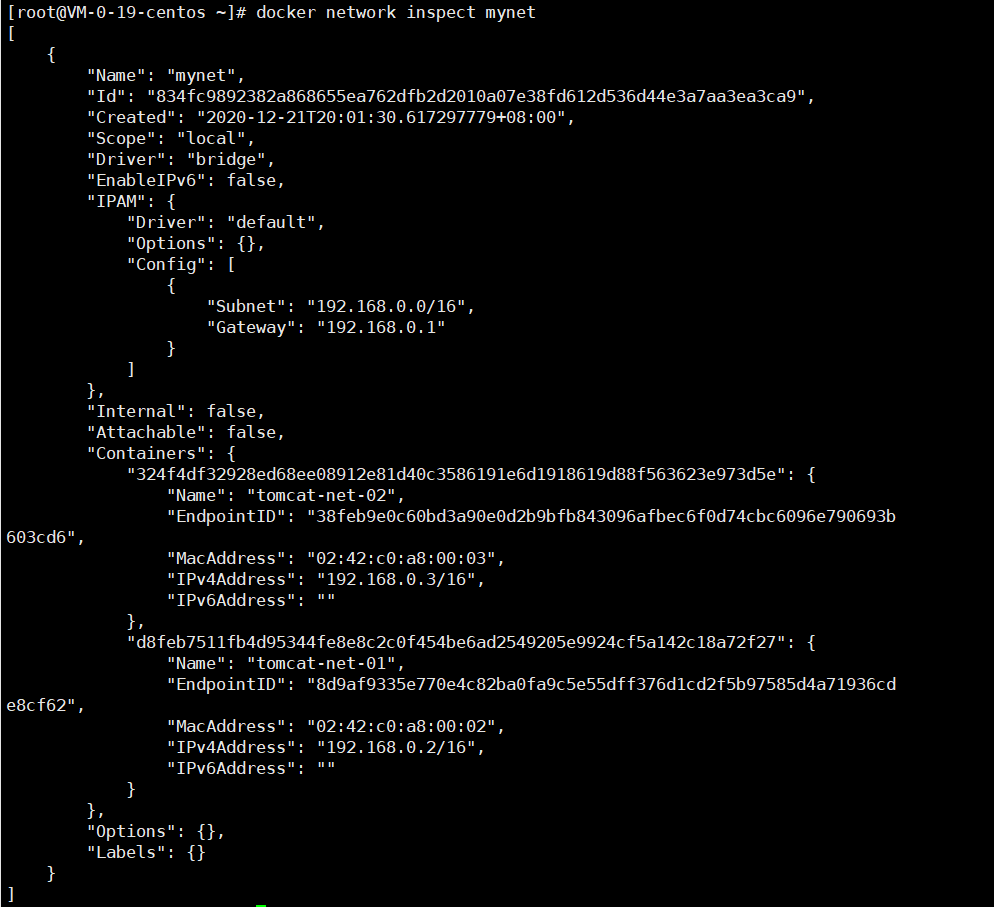 [root@VM-0-19-centos ~]# docker network inspect mynet
[
    {
        "Name": "mynet",
        "Id": "834fc9892382a868655ea762dfb2d2010a07e38fd612d536d44e3a7aa3ea3ca9",
        "Created": "2020-12-21T20:01:30.617297779+08:00",
        "Scope": "local",
        "Driver": "bridge",
        "EnableIPv6": false,
        "IPAM": {
            "Driver": "default",
            "Options": {},
            "Config": [
                {
                    "Subnet": "192.168.0.0/16",
                    "Gateway": "192.168.0.1"
                }
            ]
        },
        "Internal": false,
        "Attachable": false,
        "Containers": {
            "324f4df32928ed68ee08912e81d40c3586191e6d1918619d88f563623e973d5e": {
                "Name": "tomcat-net-02",
                "EndpointID": "38feb9e0c60bd3a90e0d2b9bfb843096afbec6f0d74cbc6096e790693b
603cd6",
                "MacAddress": "02:42:c0:a8:00:03",
                "IPv4Address": "192.168.0.3/16",
                "IPv6Address": ""
            },
            "d8feb7511fb4d95344fe8e8c2c0f454be6ad2549205e9924cf5a142c18a72f27": {
                "Name": "tomcat-net-01",
                "EndpointID": "8d9af9335e770e4c82ba0fa9c5e55dff376d1cd2f5b97585d4a71936cd
e8cf62",
                "MacAddress": "02:42:c0:a8:00:02",
                "IPv4Address": "192.168.0.2/16",
                "IPv6Address": ""
            }
        },
        "Options": {},
        "Labels": {}
    }
]